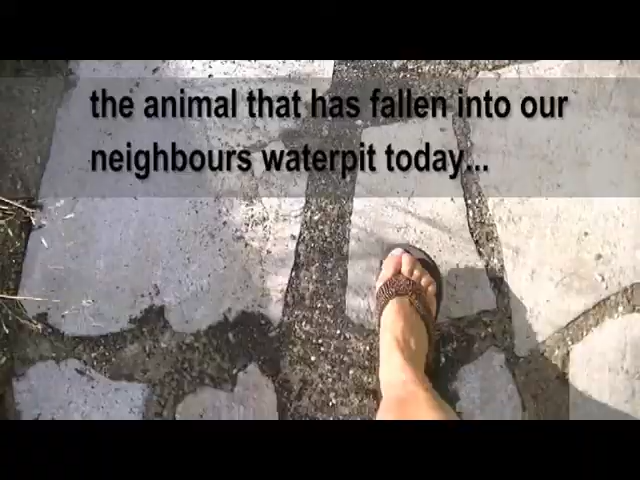 the animal that has fallen into our
neighbours waterpit today...